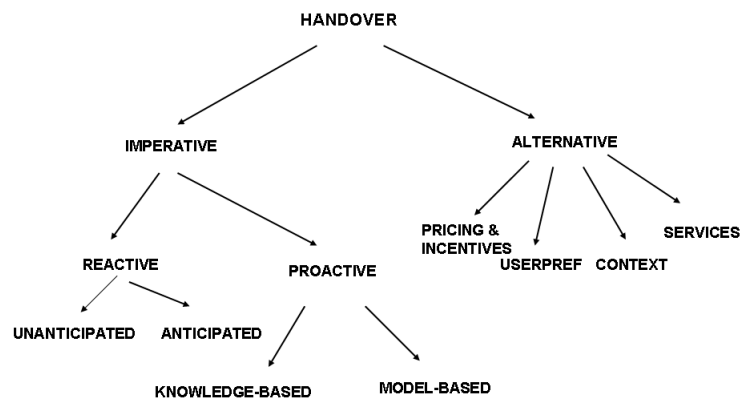 HANDOVER
IMPERATIVE
ALTERNATIVE
PRICING &
INCENTIVES
USERPREF
CONTEXT
SERVICES
REACTIVE
PROACTIVE
UNANTICIPATED
ANTICIPATED
KNOWLEDGE-BASED
MODEL-BASED